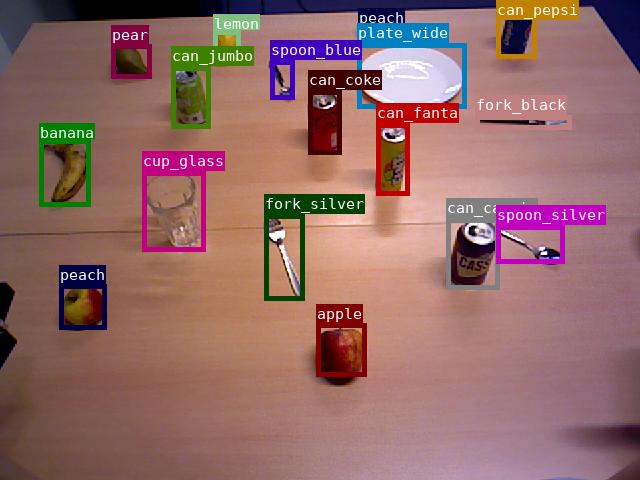 can_pepsi
peach
lemon
plate_wide
pear
spoon_blue
can_jumbo
can_coke
fork_black
can_fanta
banana
cup_glass
fork_silver
spoon_silver
CASS
peach
apple